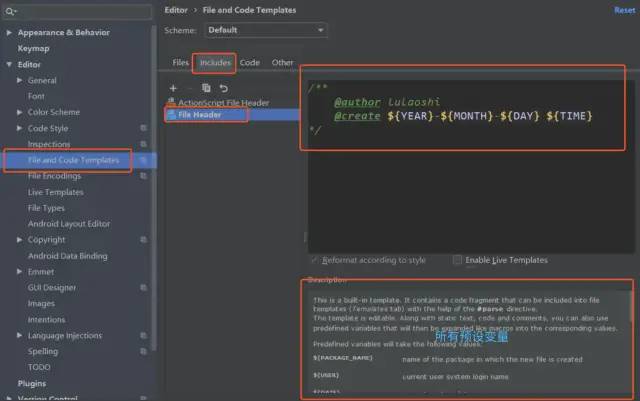 Editor › File and Code Templates
Reset
Scheme: Default
Appearance & Behavior
Keymap
Editor
General
Font
Color Scheme
Code Style
Inspections
File and Code Templates
File Encodings
Live Templates
File Types
Android Layout Editor
Copyright
Android Data Binding
Emmet
GUI Designer
Images
Intentions
Language Injections
Spelling
TODO
Plugins
Version Control
Files Includes Code Other
ActionScript File Header
File Header
/**
@author LuLaoshi
@create ${YEAR}-${MONTH}-${DAY} ${TIME}
*/
Reformat according to style
Enable Live Templates
Description
This is a built-in template. It contains a code fragment that can be included into file
templates (Templates tab) with the help of the #parse directive.
The template is editable. Along with static text, code and comments, you can also use
predefined variables that will then be expanded like macros into the corresponding values.
所有预设变量
Predefined variables will take the following values:
${PACKAGE_NAME} name of the package in which the new file is created
${USER} current user system login name
${DATE}